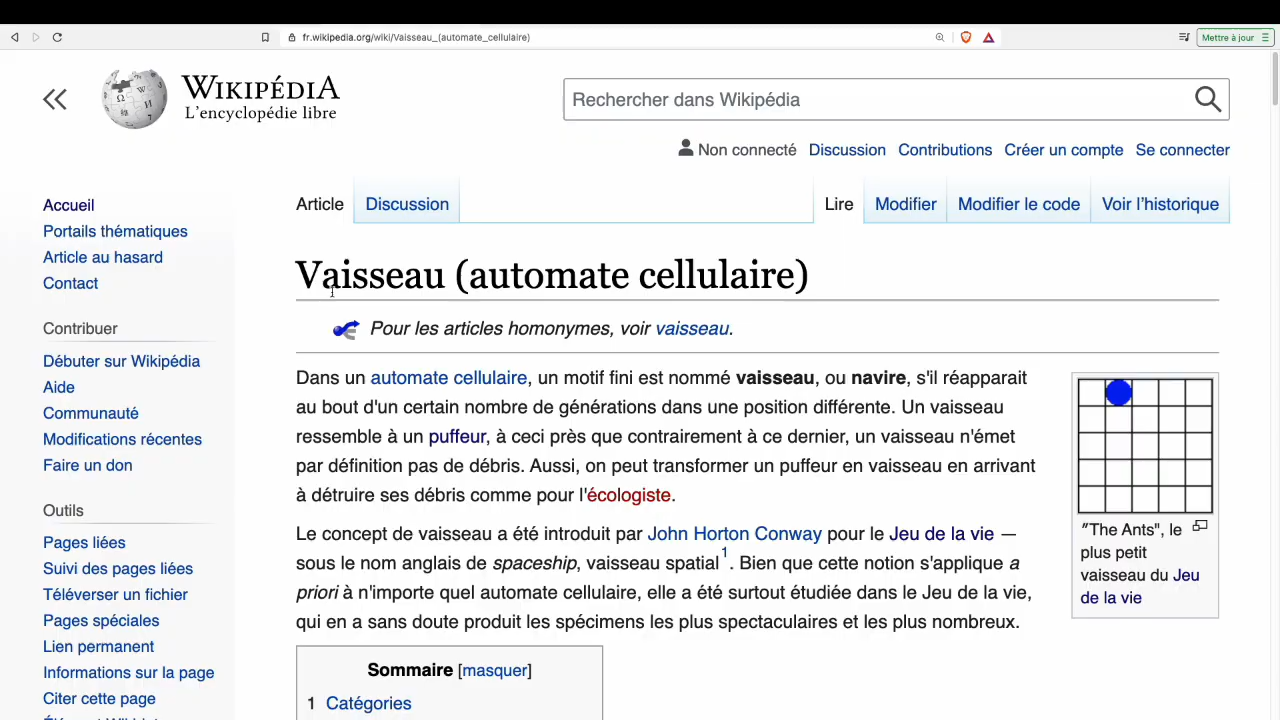 fr.wikipedia.org/wiki/Vaisseau_(automate_cellulaire)
Mettre à jour
WIKIPÉDIA
L'encyclopédie libre
Rechercher dans Wikipédia
Non connecté Discussion Contributions Créer un compte Se connecter
Article Discussion Lire Modifier Modifier le code Voir l'historique
Accueil
Portails thématiques
Article au hasard
Contact
Contribuer
Débuter sur Wikipédia
Aide
Communauté
Modifications récentes
Faire un don
Outils
Pages liées
Suivi des pages liées
Téléverser un fichier
Pages spéciales
Lien permanent
Informations sur la page
Citer cette page
Vaisseau (automate cellulaire)
Pour les articles homonymes, voir vaisseau.
Dans un automate cellulaire, un motif fini est nommé vaisseau, ou navire, s'il réapparait
au bout d'un certain nombre de générations dans une position différente. Un vaisseau
ressemble à un puffeur, à ceci près que contrairement à ce dernier, un vaisseau n'émet
par définition pas de débris. Aussi, on peut transformer un puffeur en vaisseau en arrivant
à détruire ses débris comme pour l'écologiste.
Le concept de vaisseau a été introduit par John Horton Conway pour le Jeu de la vie —
sous le nom anglais de spaceship, vaisseau spatial1. Bien que cette notion s'applique a
priori à n'importe quel automate cellulaire, elle a été surtout étudiée dans le Jeu de la vie,
qui en a sans doute produit les spécimens les plus spectaculaires et les plus nombreux.
"The Ants", le
plus petit
vaisseau du Jeu
de la vie
Sommaire [masquer]
1 Catégories